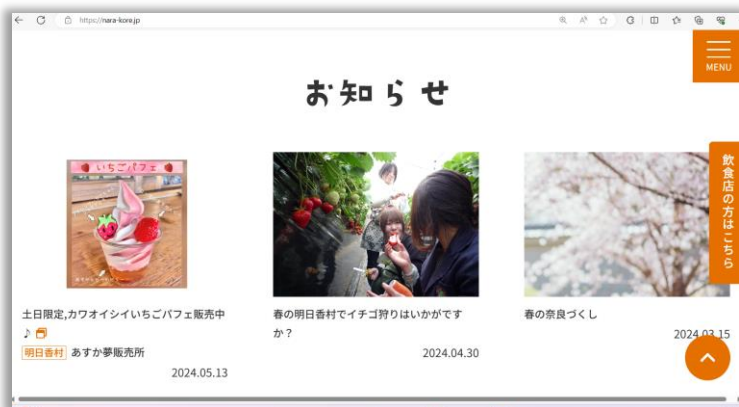 https://nara-kore.jp
MENU
お知らせ
飲食店の方はこちら
いちごパフェ
土日限定,カワオイシイいちごパフェ販売中
♪
明日香村 あすか夢販売所
2024.05.13
春の明日香村でイチゴ狩りはいかがです
か？
2024.04.30
春の奈良づくし
2024.03.15